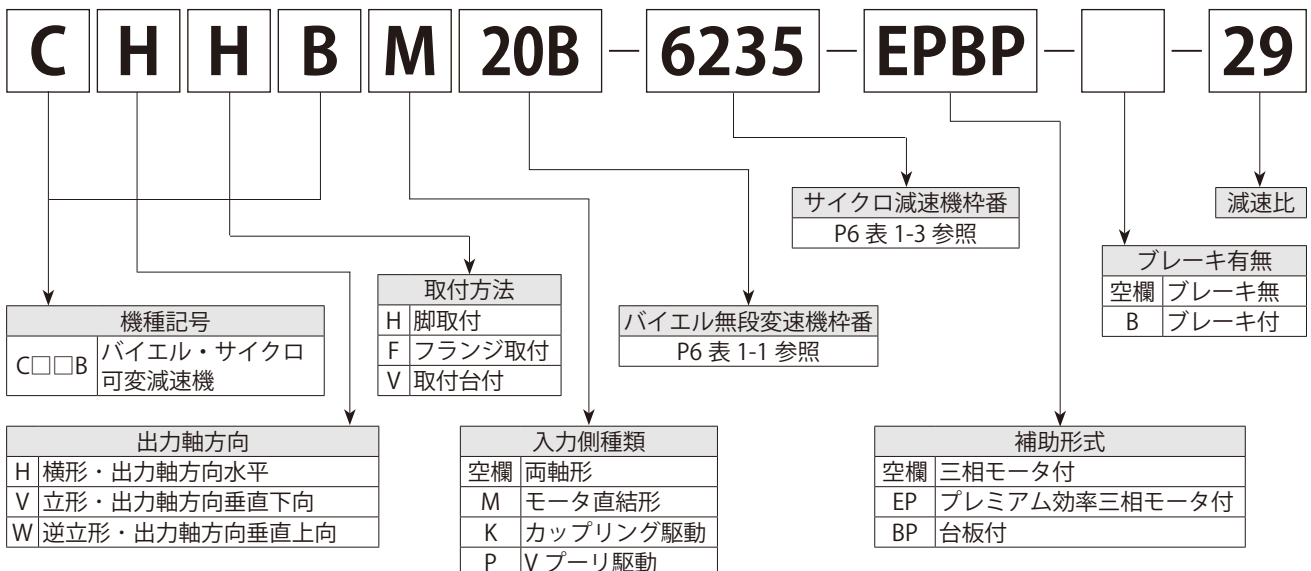 C H H B M 20B － 6235 － EPBP － － 29
サイクロ減速機枠番
P6 表 1-3 参照
減速比
ブレーキ有無
空欄 ブレーキ無
B ブレーキ付
取付方法
H 脚取付
F フランジ取付
V 取付台付
バイエル無段変速機枠番
P6 表 1-1 参照
機種記号
C□□B バイエル・サイクロ
可変減速機
出力軸方向
H 横形・出力軸方向水平
V 立形・出力軸方向垂直下向
W 逆立形・出力軸方向垂直上向
入力側種類
空欄 両軸形
M モータ直結形
K カップリング駆動
P V プーリ駆動
補助形式
空欄 三相モータ付
EP プレミアム効率三相モータ付
BP 台板付